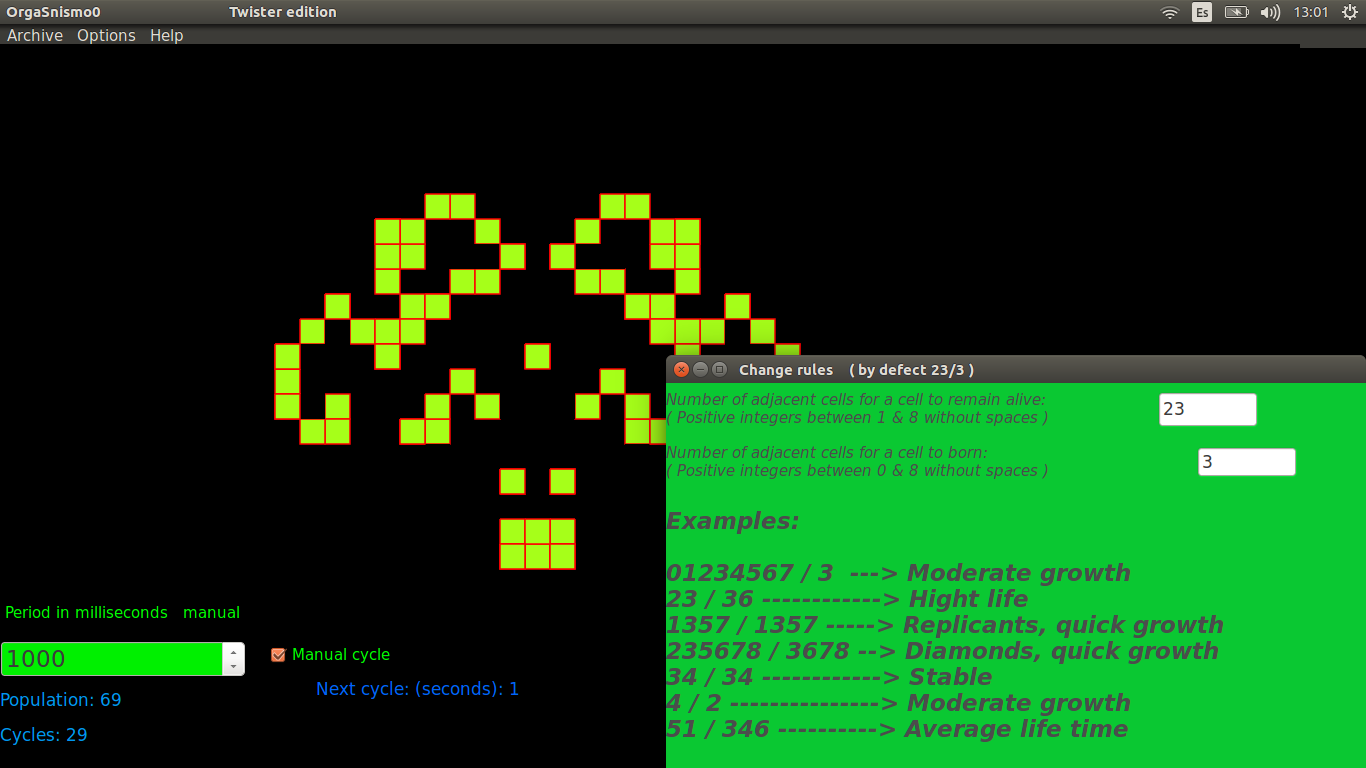 OrgaSnismo0 Twister edition Es 13:01
Archive Options Help
Change rules ( by defect 23/3 )
Number of adjacent cells for a cell to remain alive:
( Positive integers between 1 & 8 without spaces )
23
Number of adjacent cells for a cell to born:
( Positive integers between 0 & 8 without spaces )
3
Examples:
01234567 / 3 ---> Moderate growth
23 / 36 ------------> Hight life
1357 / 1357 -----> Replicants, quick growth
235678 / 3678 --> Diamonds, quick growth
34 / 34 ------------> Stable
4 / 2 ---------------> Moderate growth
51 / 346 ----------> Average life time
Period in milliseconds manual
1000
Manual cycle
Next cycle: (seconds): 1
Population: 69
Cycles: 29